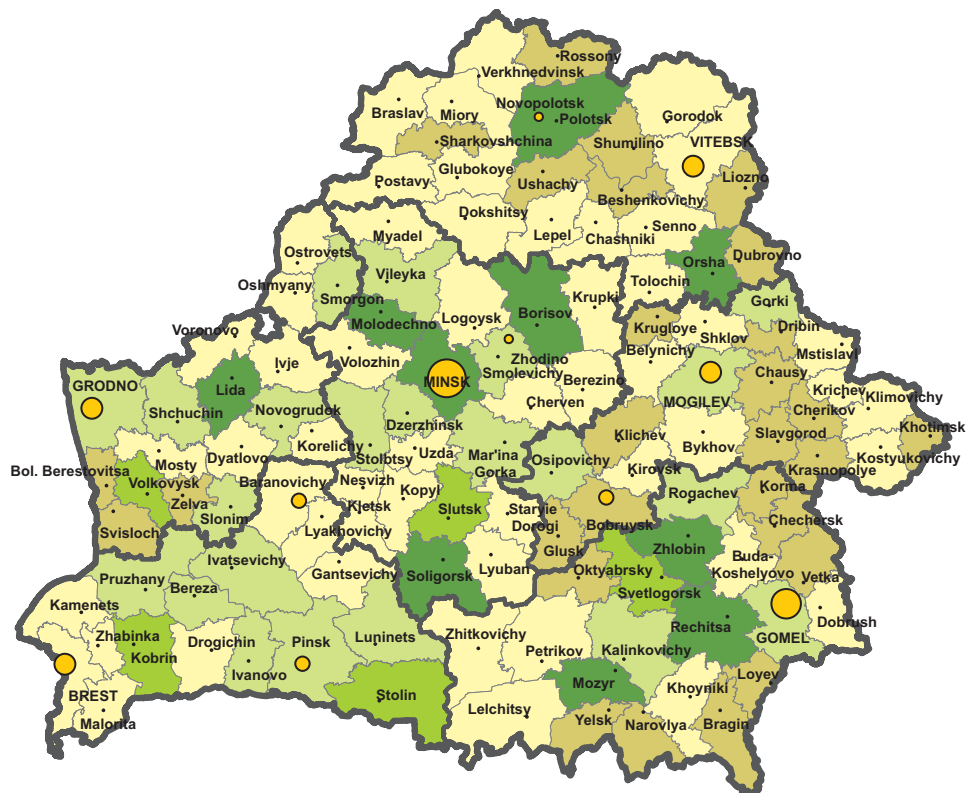 Rossony
Verkhnedvinsk
Braslav
Miory
Novopolotsk
Polotsk
Gorodok
Sharkovshchina
Shumilino
VITEBSK
Glubokoye
Postavy
Ushachy
Liozno
Beshenkovichy
Dokshitsy
Lepel
Chashniki
Senno
Myadel
Ostrovets
Orsha
Dubrovno
Vileyka
Oshmyany
Smorgon
Tolochin
Krupki
Gorki
Molodechno
Logoysk
Borisov
Voronovo
Krugloye
Shklov
Dribin
Volozhin
Zhodino
Belynichy
Mstislavl
Ivje
Smolevichy
Lida
MINSK
Chausy
GRODNO
Berezino
Krichev
Klimovichy
Cherven
MOGILEV
Cherikov
Shchuchin
Novogrudek
Dzerzhinsk
Bykhov
Slavgorod
Khotimsk
Korelichy
Klichev
Kostyukovichy
Mosty
Dyatlovo
Stolbtsy
Uzda
Mar'ina
Gorka
Osipovichy
Krasnopolye
Bol. Berestovitsa
Baranovichy
Kirovsk
Volkovysk
Nesvizh
Rogachev
Korma
Zelva
Kopyl
Slonim
Kjetsk
Slutsk
Staryie
Dorogi
Bobruysk
Chechersk
Svisloch
Lyakhovichy
Glusk
Zhlobin
Ivatsevichy
Gantsevichy
Soligorsk
Lyuban
Oktyabrsky
Buda-
Koshelyovo
Pruzhany
Bereza
Svetlogorsk
Vetka
Kamenets
Rechitsa
GOMEL
Dobrush
Zhabinka
Drogichin
Pinsk
Luninets
Zhitkovichy
Kobrin
Petrikov
Kalinkovichy
Ivanovo
Loyev
BREST
Stolin
Mozyr
Khoyniki
Malorita
Lelchitsy
Yelsk
Narovlya
Bragin